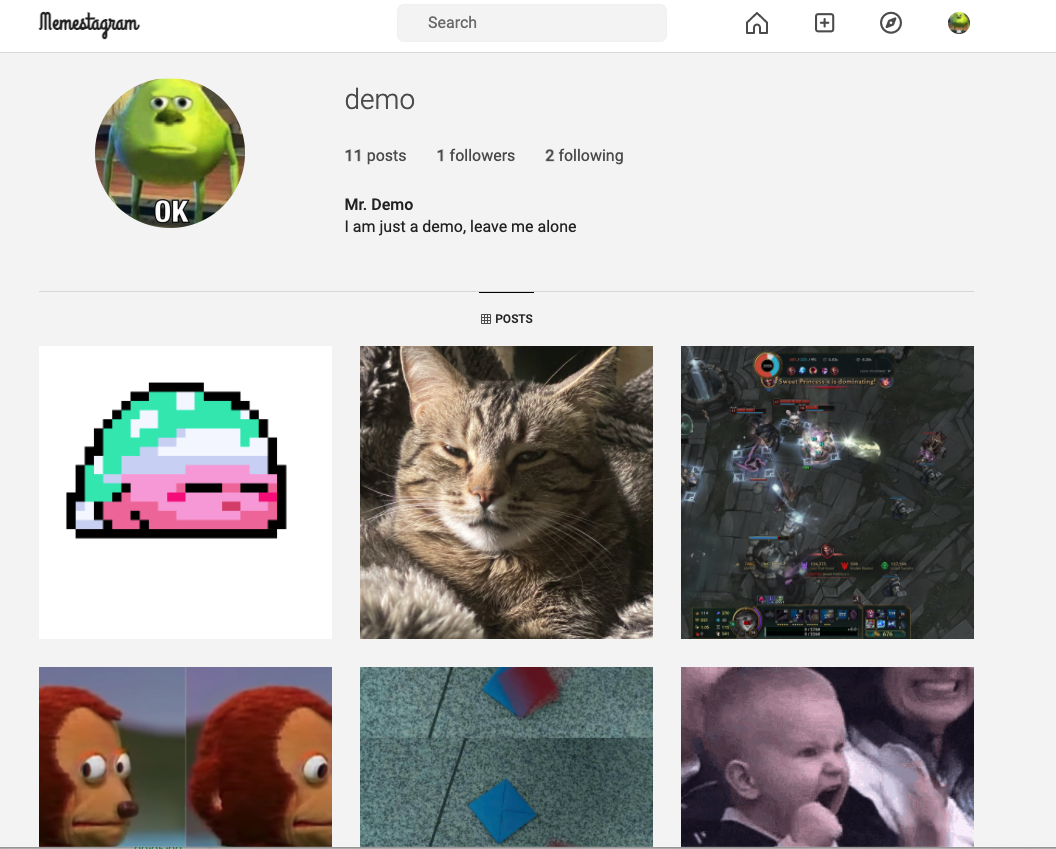 Memestagram
Search
demo
11 posts 1 followers 2 following
OK
Mr. Demo
I am just a demo, leave me alone
POSTS
Sweet Princess x is dominating!